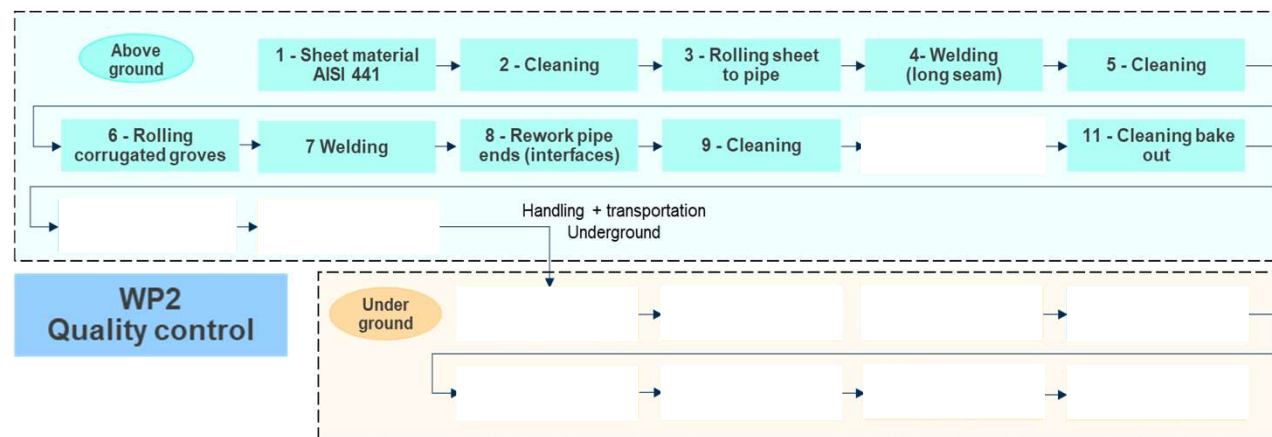 Above
ground
1 - Sheet material
AISI 441
2 - Cleaning
3 - Rolling sheet
to pipe
4- Welding
(long seam)
5 - Cleaning
6 - Rolling
corrugated groves
7 Welding
8 - Rework pipe
ends (interfaces)
9 - Cleaning
11 - Cleaning bake
out
Handling + transportation
Underground
WP2
Quality control
Under
ground